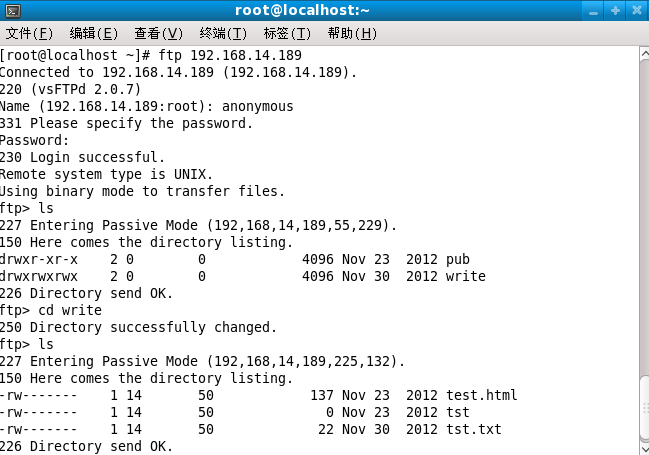 root@localhost:~
文件(F) 编辑(E) 查看(V) 终端(T) 标签(T) 帮助(H)
[root@localhost ~]# ftp 192.168.14.189
Connected to 192.168.14.189 (192.168.14.189).
220 (vsFTPd 2.0.7)
Name (192.168.14.189:root): anonymous
331 Please specify the password.
Password:
230 Login successful.
Remote system type is UNIX.
Using binary mode to transfer files.
ftp> ls
227 Entering Passive Mode (192,168,14,189,55,229).
150 Here comes the directory listing.
drwxr-xr-x    2 0        0            4096 Nov 23  2012 pub
drwxrwxrwx    2 0        0            4096 Nov 30  2012 write
226 Directory send OK.
ftp> cd write
250 Directory successfully changed.
ftp> ls
227 Entering Passive Mode (192,168,14,189,225,132).
150 Here comes the directory listing.
-rw-------    1 14       50            137 Nov 23  2012 test.html
-rw-------    1 14       50              0 Nov 23  2012 tst
-rw-------    1 14       50             22 Nov 30  2012 tst.txt
226 Directory send OK.